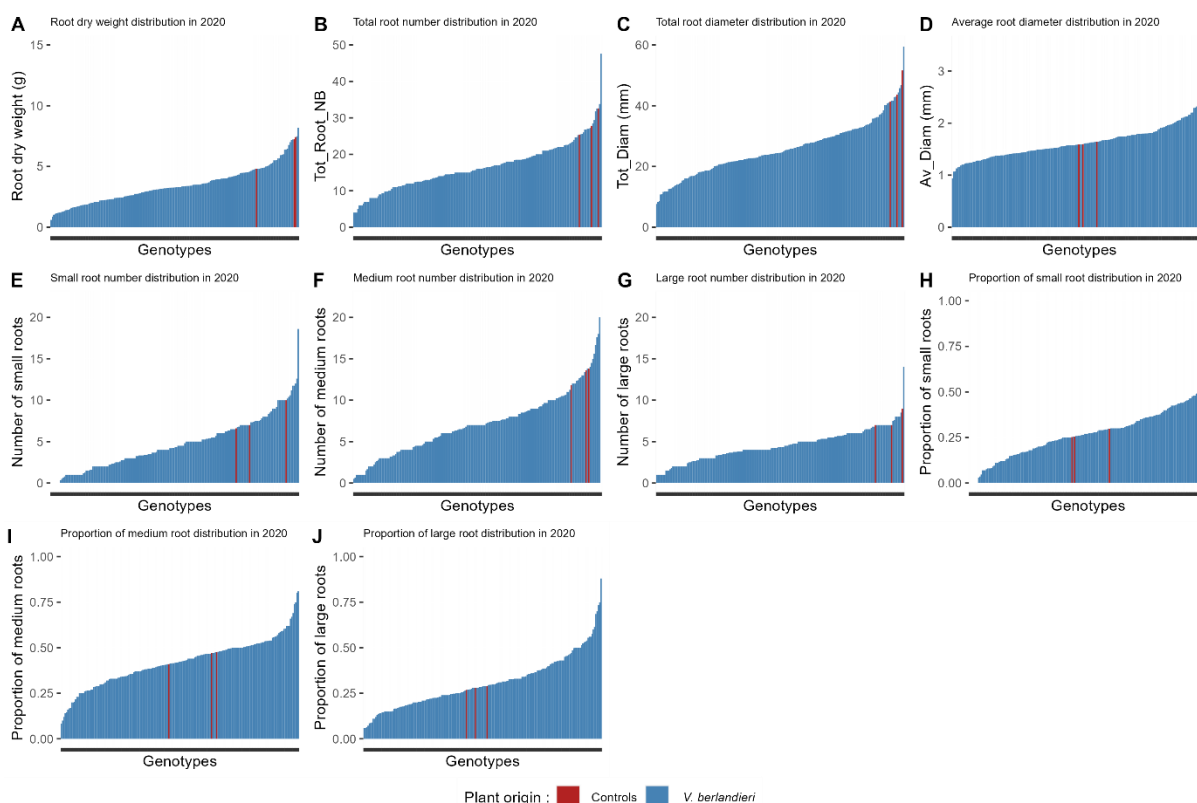 A Root dry weight distribution in 2020
15
10
5
0
Root dry weight (g)
Genotypes
B Total root number distribution in 2020
50
40
30
20
10
0
Tot_Root_NB
Genotypes
C Total root diameter distribution in 2020
60
40
20
0
Tot_Diam (mm)
Genotypes
D Average root diameter distribution in 2020
3
2
1
0
Av_Diam (mm)
Genotypes
E Small root number distribution in 2020
20
15
10
5
0
Number of small roots
Genotypes
F Medium root number distribution in 2020
20
15
10
5
0
Number of medium roots
Genotypes
G Large root number distribution in 2020
20
15
10
5
0
Number of large roots
Genotypes
H Proportion of small root distribution in 2020
1.00
0.75
0.50
0.25
0.00
Proportion of small roots
Genotypes
I Proportion of medium root distribution in 2020
1.00
0.75
0.50
0.25
0.00
Proportion of medium roots
Genotypes
J Proportion of large root distribution in 2020
1.00
0.75
0.50
0.25
0.00
Proportion of large roots
Genotypes
Plant origin : Controls V. berlandieri